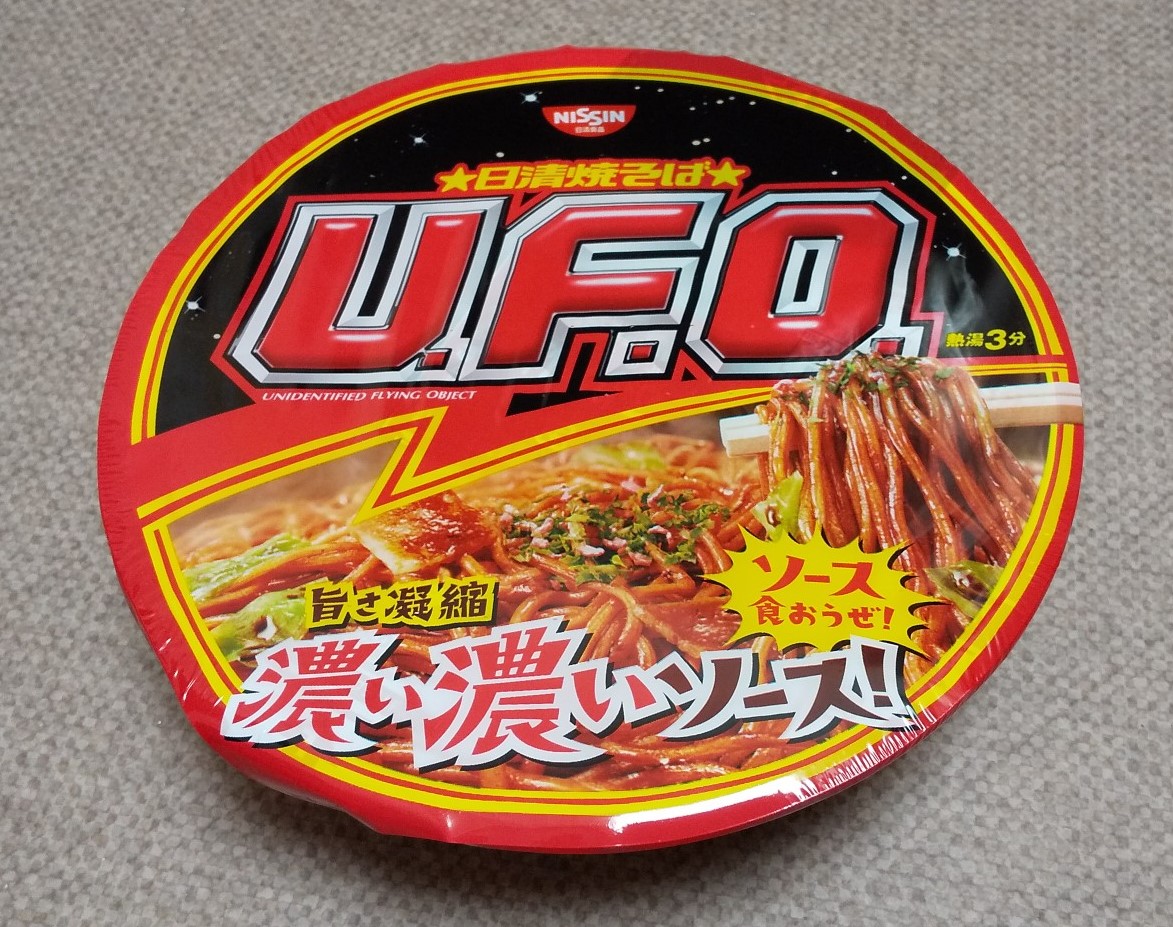 NISSIN
日清食品
★日清焼そば★
U.F.O.
熱湯3分
UNIDENTIFIED FLYING OBJECT
ソース
食おうぜ!
旨さ凝縮
濃い濃いソース!